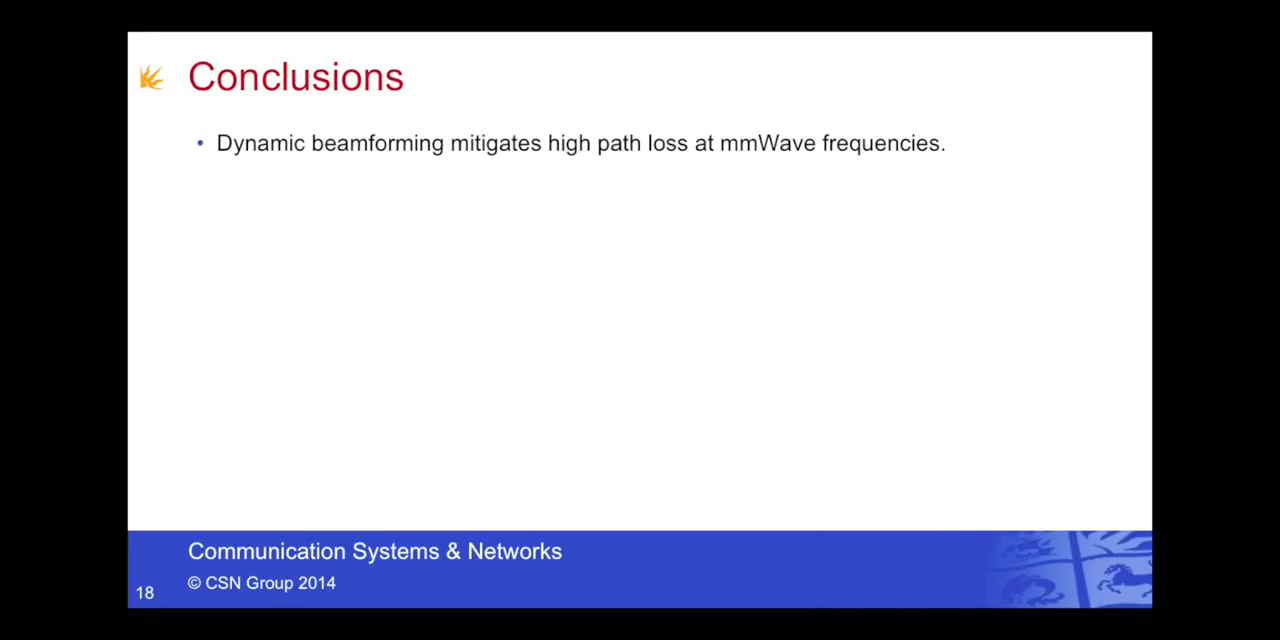 Conclusions
• Dynamic beamforming mitigates high path loss at mmWave frequencies.
Communication Systems & Networks
© CSN Group 2014
18